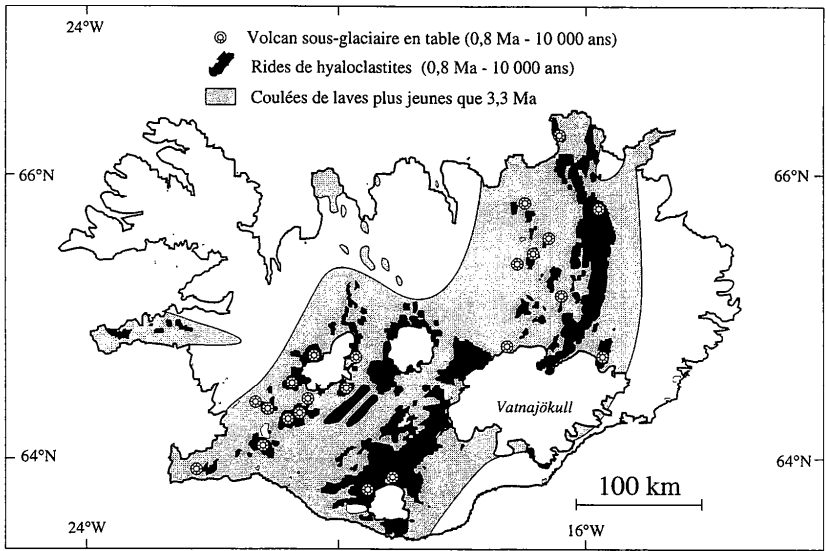 24°W
Volcan sous-glaciaire en table (0,8 Ma - 10 000 ans)
Rides de hyaloclastites (0,8 Ma - 10 000 ans)
Coulées de laves plus jeunes que 3,3 Ma
66°N
66°N
Vatnajökull
64°N
64°N
100 km
24°W
16°W